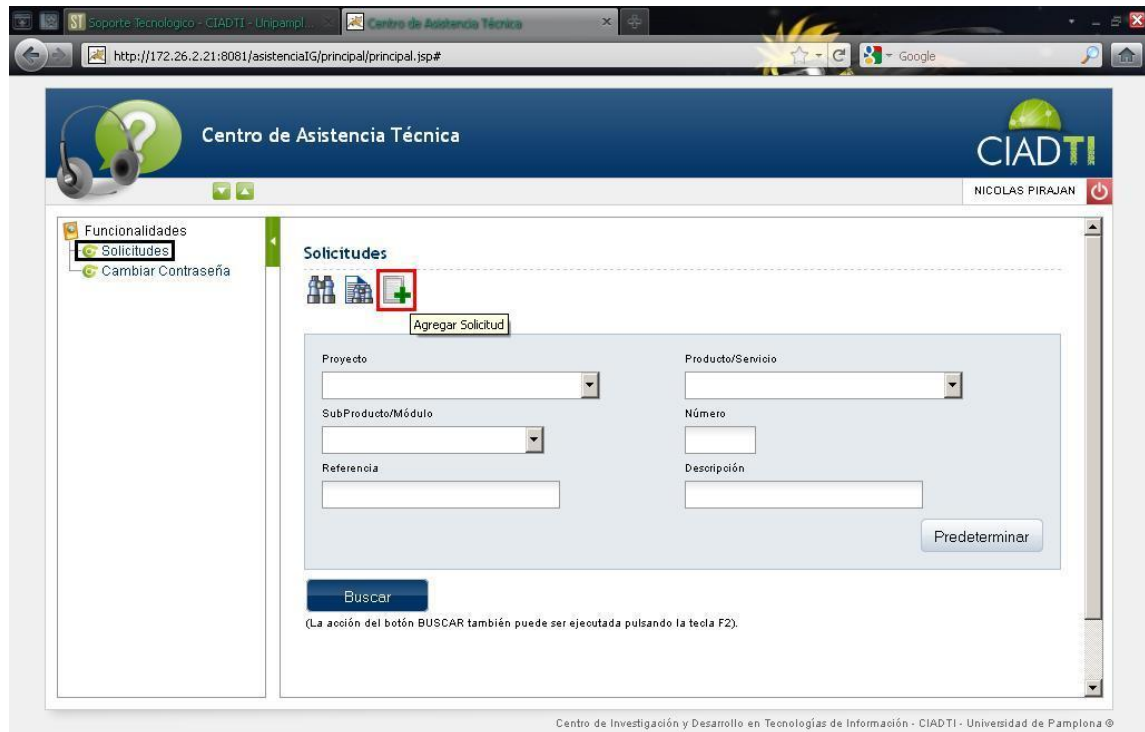 Soporte Tecnologico - CIADTI - Unipampl...
Centro de Asistencia Técnica
http://172.26.2.21:8081/asistenciaIG/principal/principal.jsp#
Google
Centro de Asistencia Técnica
CIADTI
NICOLAS PIRAJAN
Funcionalidades
Solicitudes
Cambiar Contraseña
Solicitudes
Agregar Solicitud
Proyecto
Producto/Servicio
SubProducto/Módulo
Número
Referencia
Descripción
Predeterminar
Buscar
(La acción del botón BUSCAR también puede ser ejecutada pulsando la tecla F2).
Centro de Investigación y Desarrollo en Tecnologías de Información - CIADTI - Universidad de Pamplona ®